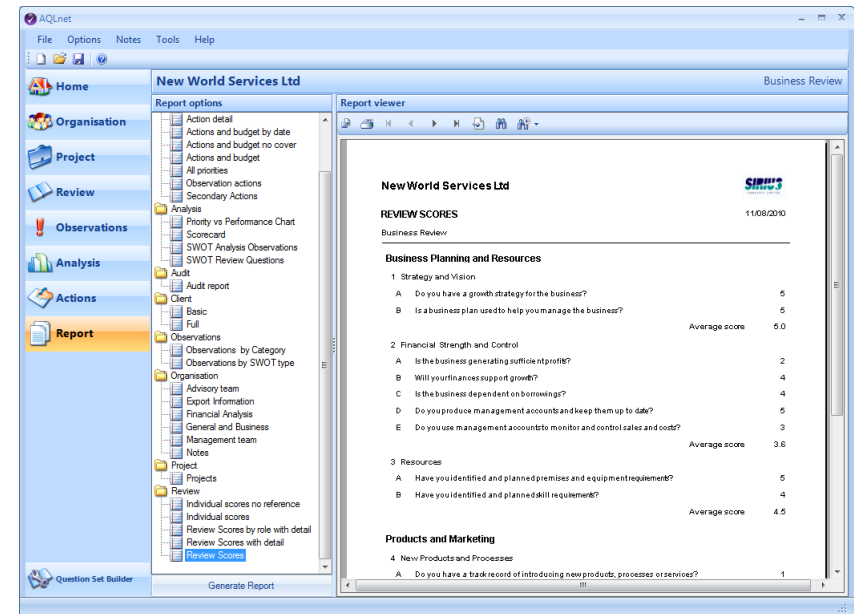 AQLnet
File Options Notes Tools Help
Home
Organisation
Project
Review
Observations
Analysis
Actions
Report
Question Set Builder
New World Services Ltd
Business Review
Report options
Action detail
Actions and budget by date
Actions and budget no cover
Actions and budget
All priorities
Observation actions
Secondary Actions
Analysis
Priority vs Performance Chart
Scorecard
SWOT Analysis Observations
SWOT Review Questions
Audit
Audit report
Client
Basic
Full
Observations
Observations by Category
Observations by SWOT type
Organisation
Advisory team
Export Information
Financial Analysis
General and Business
Management team
Notes
Project
Projects
Review
Individual scores no reference
Individual scores
Review Scores by role with detail
Review Scores with detail
Review Scores
Generate Report
Report viewer
New World Services Ltd
SIRIUS
REVIEW SCORES 11/08/2010
Business Review
Business Planning and Resources
1 Strategy and Vision
A Do you have a growth strategy for the business? 5
B Is a business plan used to help you manage the business? 5
Average score 5.0
2 Financial Strength and Control
A Is the business generating sufficient profits? 2
B Will your finances support growth? 4
C Is the business dependent on borrowings? 4
D Do you produce management accounts and keep them up to date? 5
E Do you use management accounts to monitor and control sales and costs? 3
Average score 3.6
3 Resources
A Have you identified and planned premises and equipment requirements? 5
B Have you identified and planned skill requirements? 4
Average score 4.5
Products and Marketing
4 New Products and Processes
A Do you have a track record of introducing new products, processes or services? 1